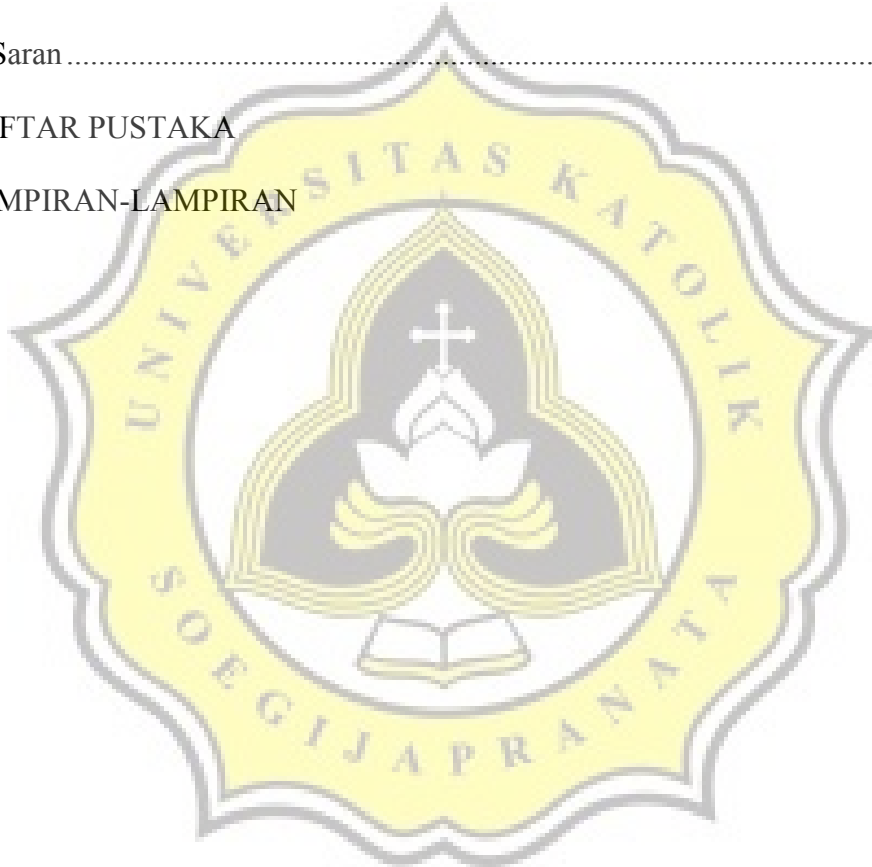 Saran ........................................................................................
FTAR PUSTAKA
MPIRAN-LAMPIRAN
UNIVERSITAS KATOLIK
SOEGIJAPRANATA